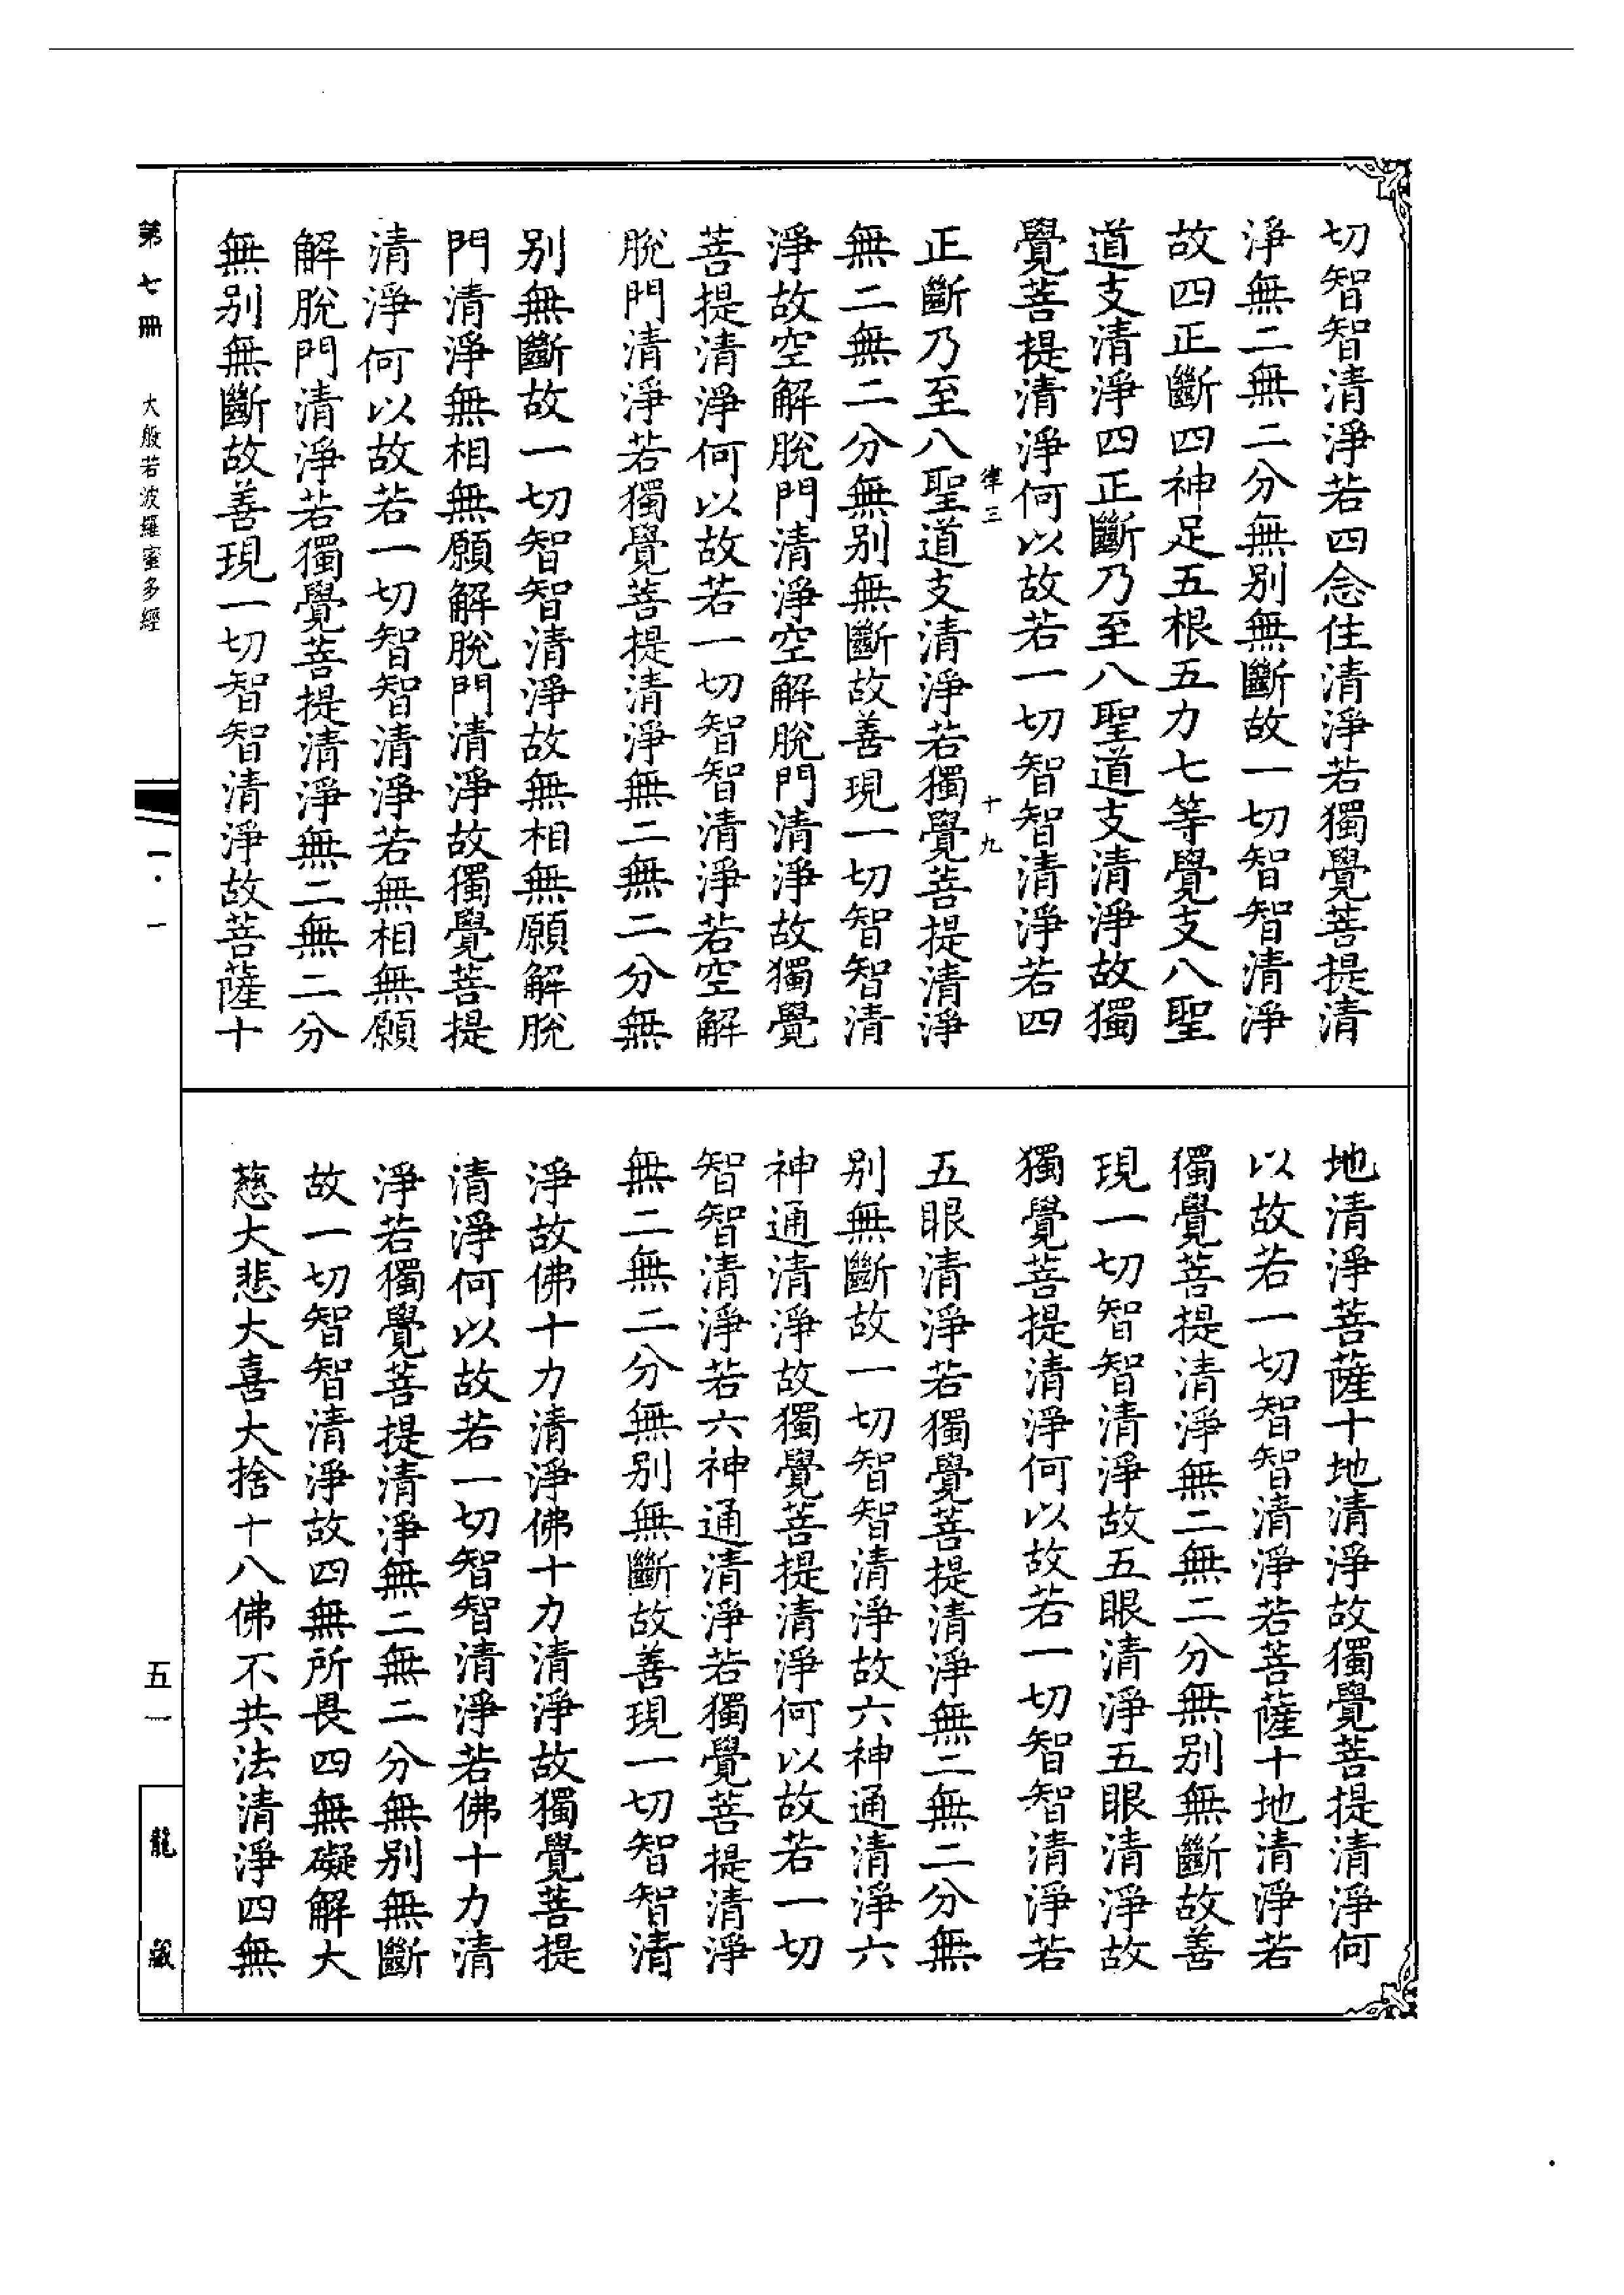 切智智清淨若四念住清淨若獨覺菩提清
淨無二無二分無別無斷故一切智智清淨
故四正斷四神足五根五力七等覺支八聖
道支清淨四正斷乃至八聖道支清淨故獨
覺菩提清淨何以故若一切智智清淨若四
律三 十九
正斷乃至八聖道支清淨若獨覺菩提清淨
無二無二分無別無斷故善現一切智智清
淨故空解脫門清淨空解脫門清淨故獨覺
菩提清淨何以故若一切智智清淨若空解
脫門清淨若獨覺菩提清淨無二無二分無
別無斷故一切智智清淨故無相無願解脫
門清淨無相無願解脫門清淨故獨覺菩提
清淨何以故若一切智智清淨若無相無願
解脫門清淨若獨覺菩提清淨無二無二分
無別無斷故善現一切智智清淨故菩薩十
地清淨菩薩十地清淨故獨覺菩提清淨何
以故若一切智智清淨若菩薩十地清淨若
獨覺菩提清淨無二無二分無別無斷故善
現一切智智清淨故五眼清淨五眼清淨故
獨覺菩提清淨何以故若一切智智清淨若
五眼清淨若獨覺菩提清淨無二無二分無
別無斷故一切智智清淨故六神通清淨六
神通清淨故獨覺菩提清淨何以故若一切
智智清淨若六神通清淨若獨覺菩提清淨
無二無二分無別無斷故善現一切智智清
淨故佛十力清淨佛十力清淨故獨覺菩提
清淨何以故若一切智智清淨若佛十力清
淨若獨覺菩提清淨無二無二分無別無斷
故一切智智清淨故四無所畏四無礙解大
慈大悲大喜大捨十八佛不共法清淨四無
第七冊 大般若波羅蜜多經
一·一
五一
龍藏